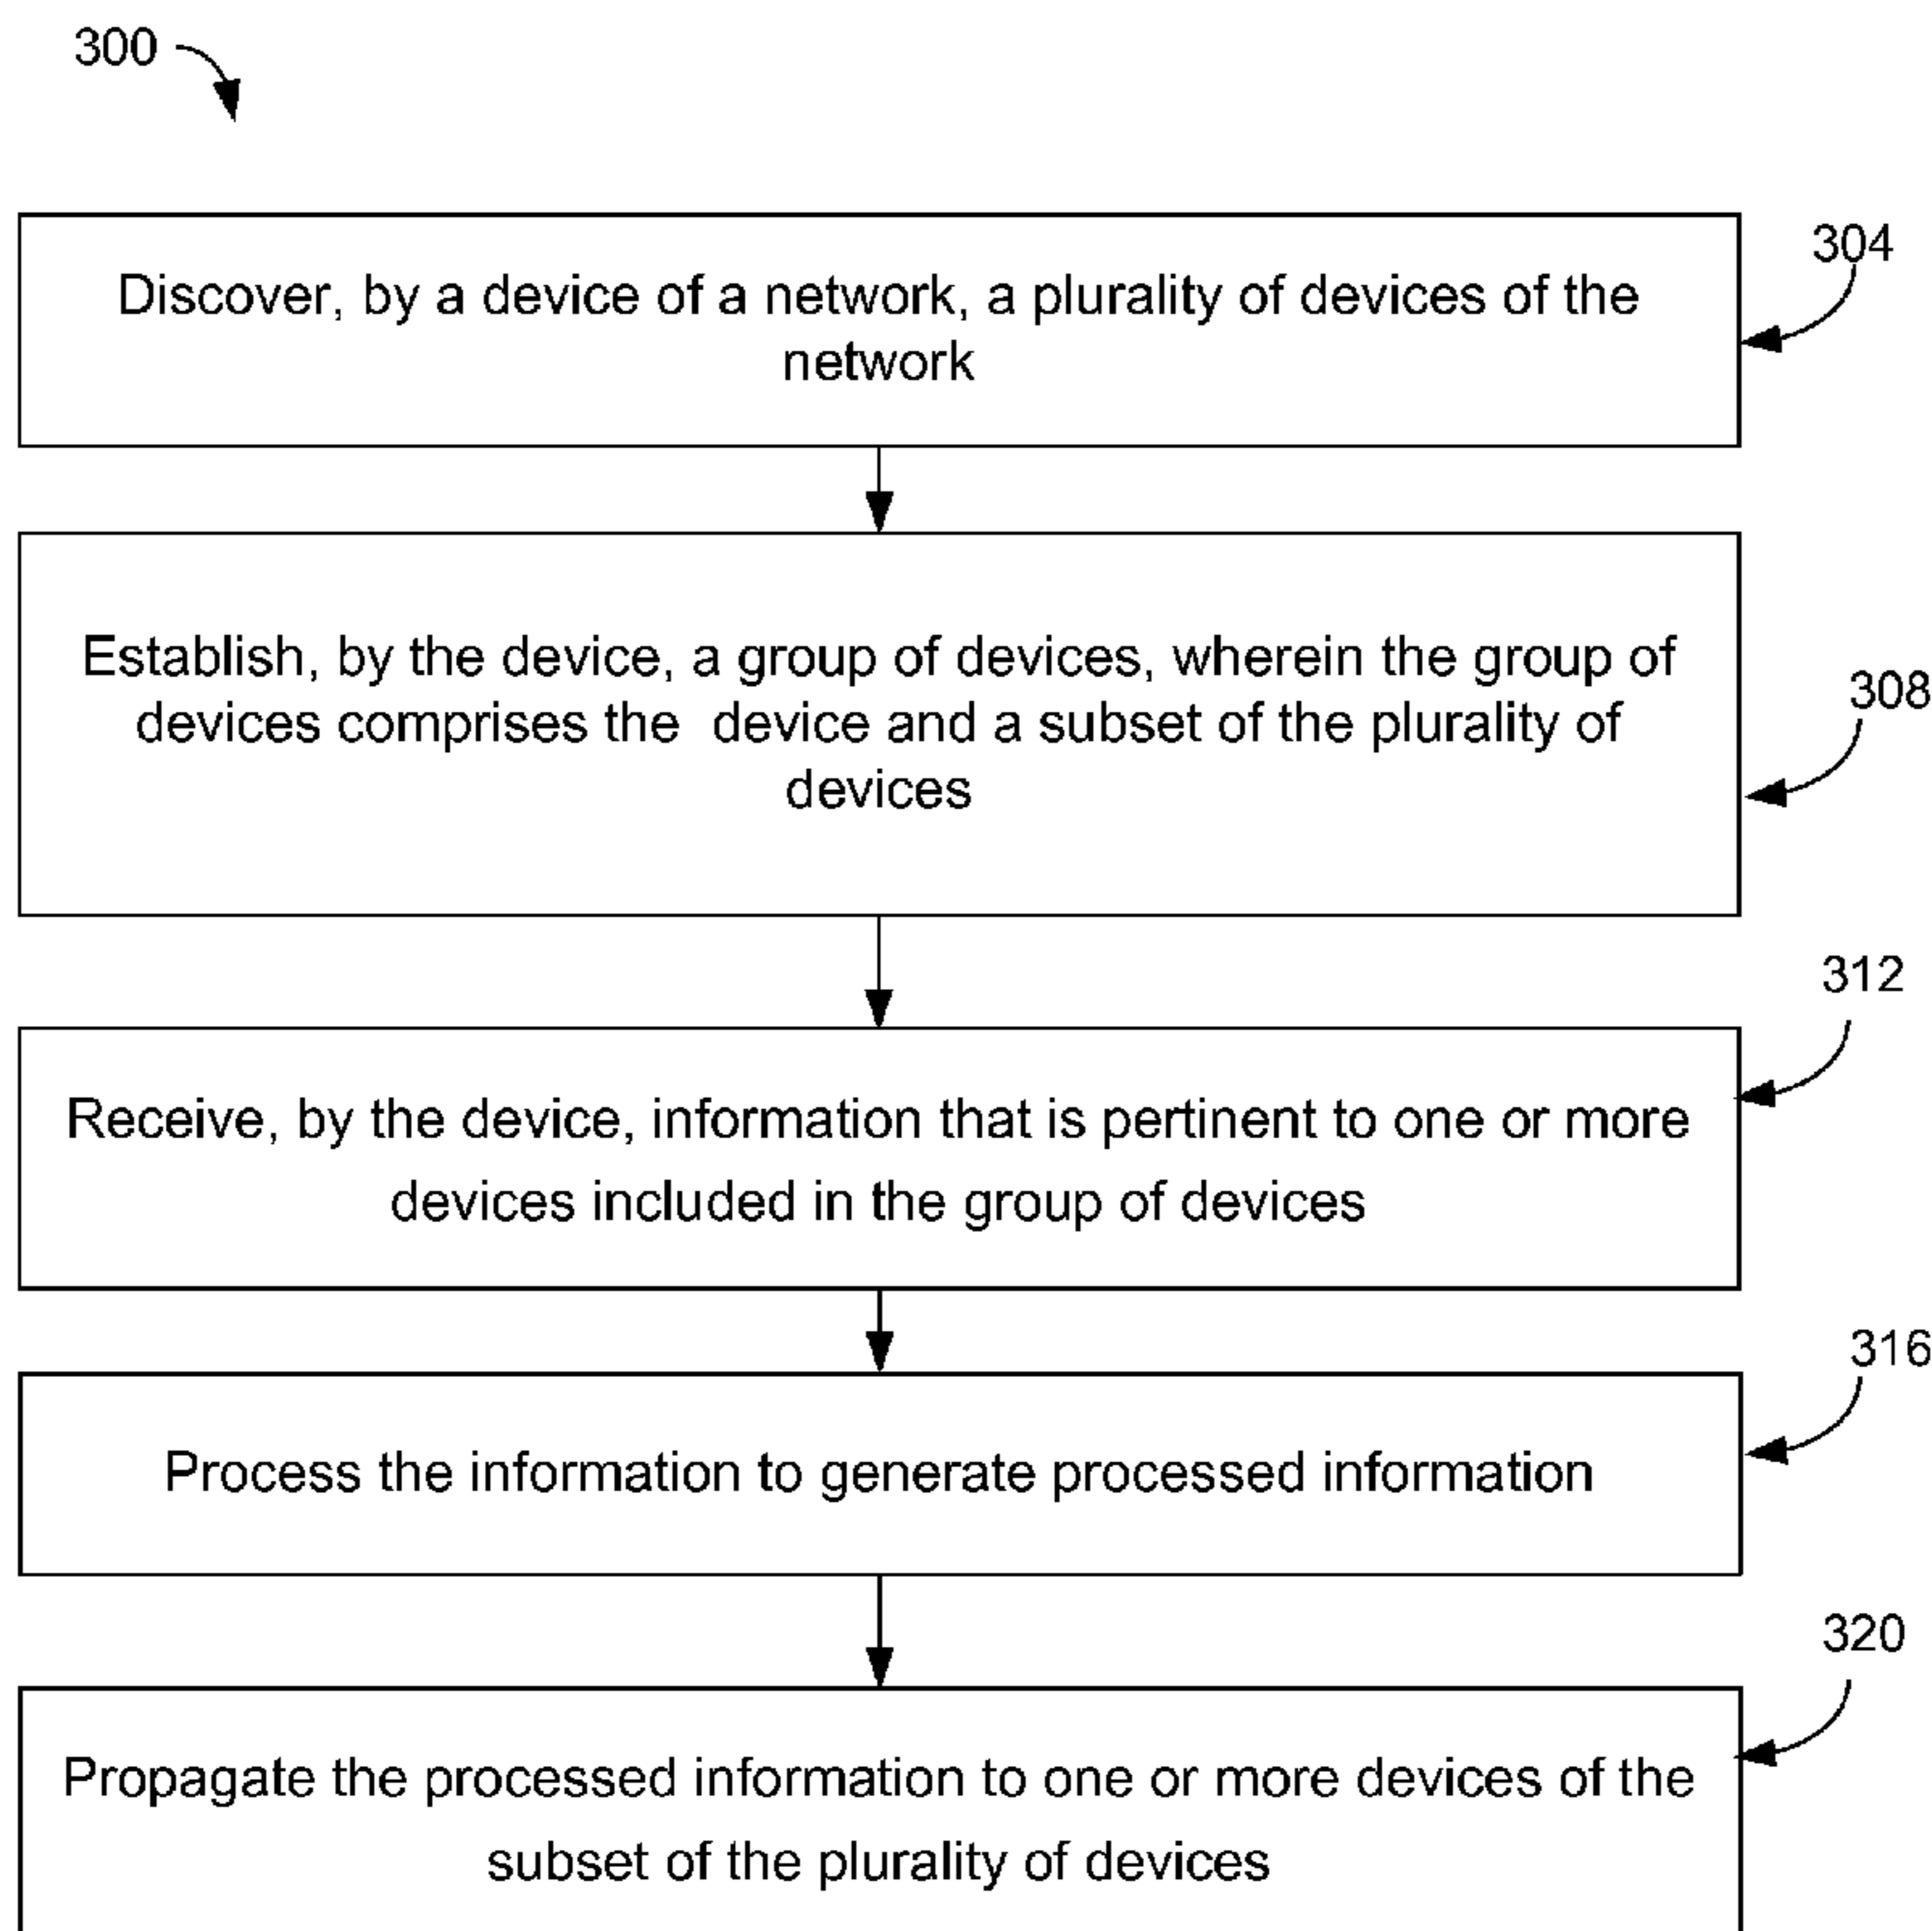 300
304
Discover, by a device of a network, a plurality of devices of the
network
308
Establish, by the device, a group of devices, wherein the group of
devices comprises the device and a subset of the plurality of
devices
312
Receive, by the device, information that is pertinent to one or more
devices included in the group of devices
316
Process the information to generate processed information
320
Propagate the processed information to one or more devices of the
subset of the plurality of devices